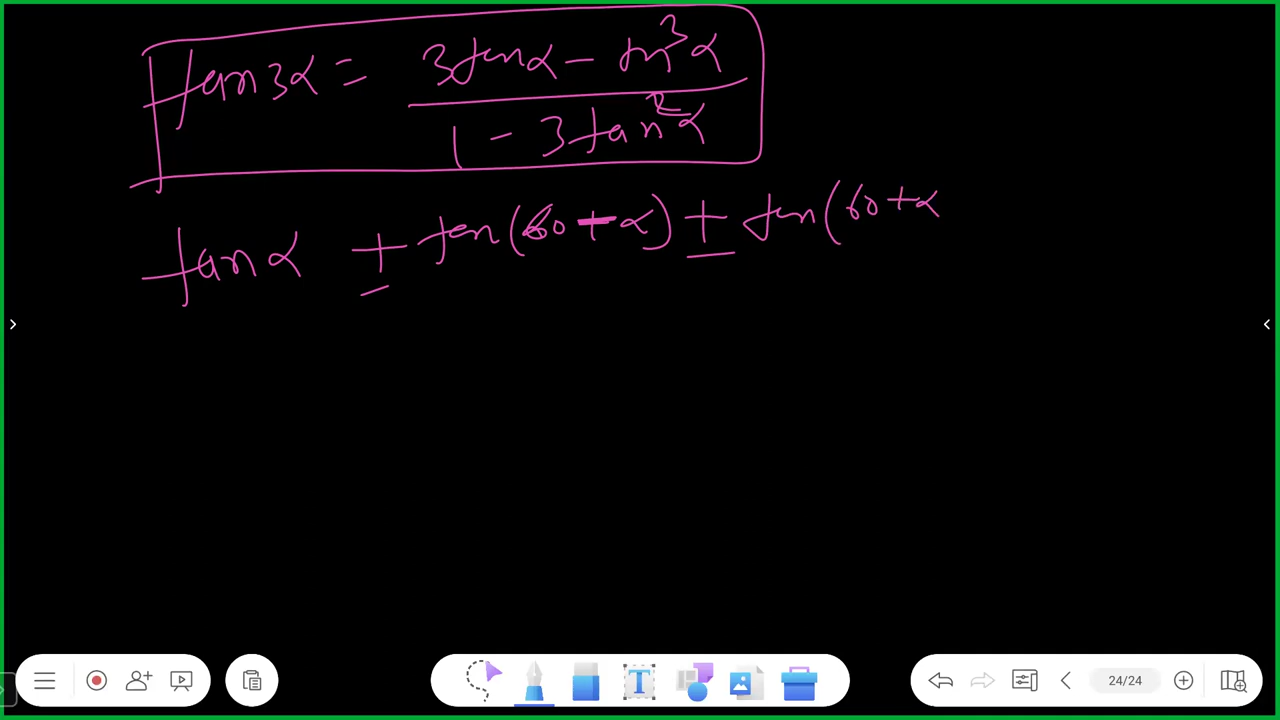 tan3α = 3tanα − tan³α / 1 − 3tan²α
tanα ± tan(60+α) ± tan(60+α
24/24